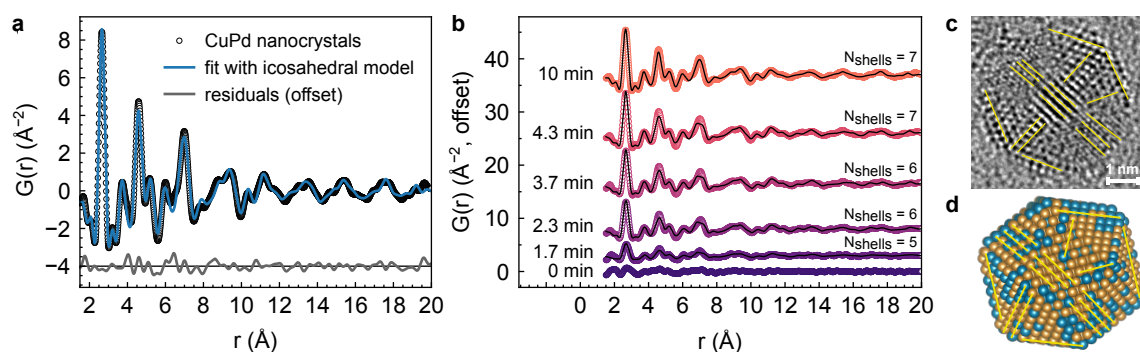 a
8
6
4
2
0
−2
−4
G(r) (Å⁻²)
CuPd nanocrystals
fit with icosahedral model
residuals (offset)
2 4 6 8 10 12 14 16 18 20
r (Å)
b
40
30
20
10
0
G(r) (Å⁻², offset)
10 min
N_shells = 7
4.3 min
N_shells = 7
3.7 min
N_shells = 6
2.3 min
N_shells = 6
1.7 min
N_shells = 5
0 min
0 2 4 6 8 10 12 14 16 18 20
r (Å)
c
1 nm
d